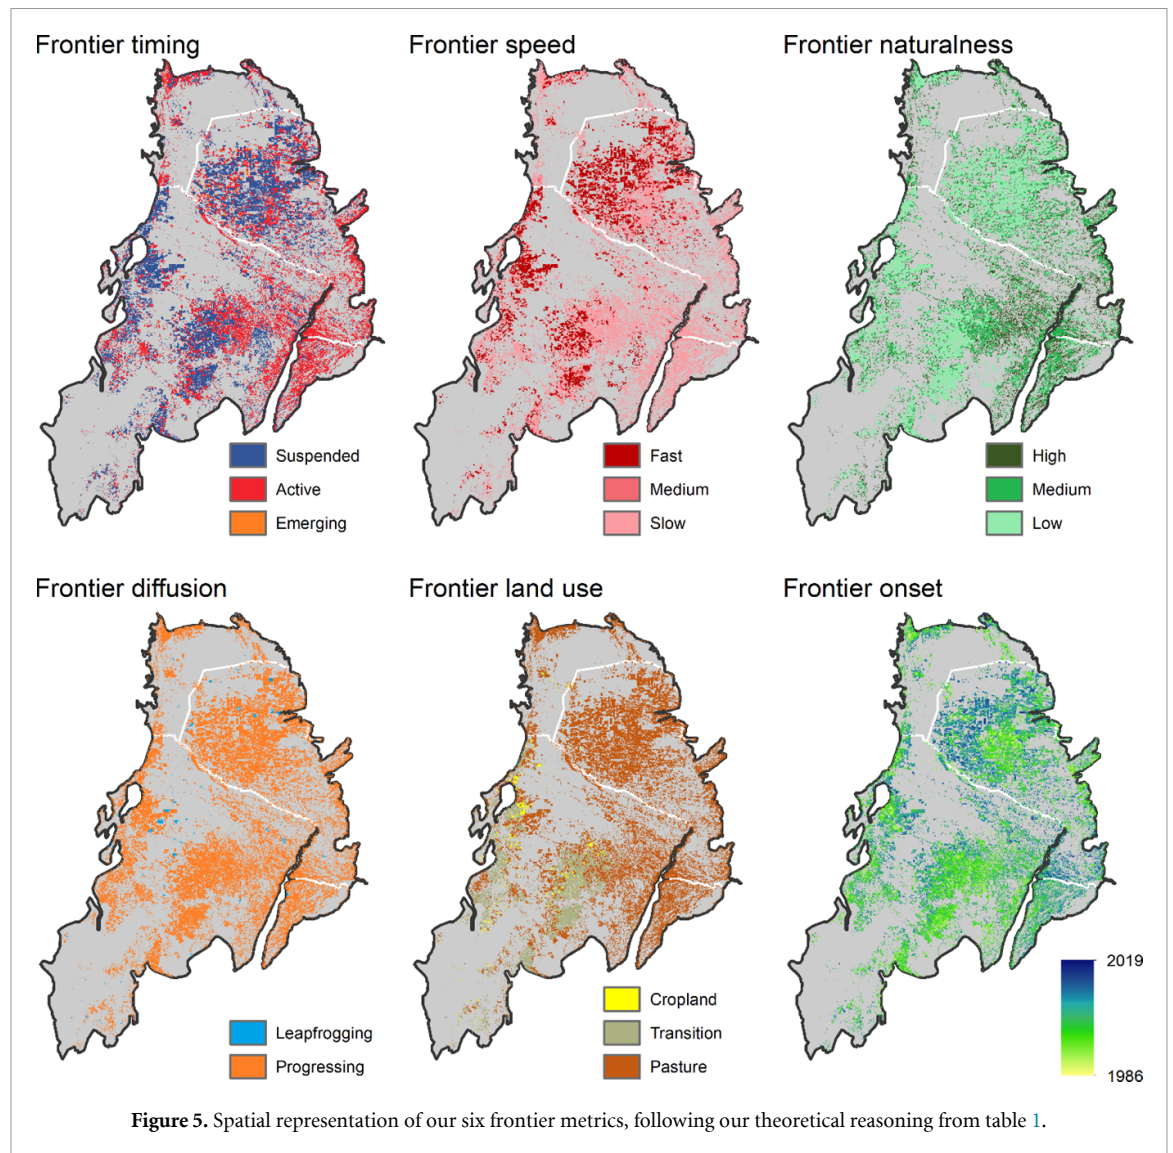 Frontier timing
Frontier speed
Frontier naturalness
Suspended
Active
Emerging
Fast
Medium
Slow
High
Medium
Low
Frontier diffusion
Frontier land use
Frontier onset
Leapfrogging
Progressing
Cropland
Transition
Pasture
2019
1986
Figure 5. Spatial representation of our six frontier metrics, following our theoretical reasoning from table 1.